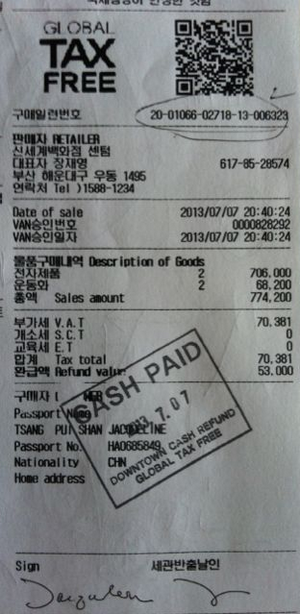 GLOBAL
TAX
FREE
구매일련번호 20-01066-02718-13-006323
판매자 RETAILER
신세계백화점 센텀
대표자 장재영 617-85-28574
부산 해운대구 우동 1495
연락처 Tel )1588-1234
Date of sale 2013/07/07 20:40:24
VAN승인번호 0000828292
VAN승인일자 2013/07/07 20:40:24
물품구매내역 Description of Goods
전자제품 2 706,000
운동화 2 68,200
총액 Sales amount 774,200
부가세 V.A.T 70,381
개소세 S.C.T 0
교육세 E.T 0
합계 Tax total 70,381
환급액 Refund value 53,000
구매자
Passport Name
TSANG PUI SHAN JACQUELINE
Passport No. HA0685849
Nationality CHN
Home address
CASH PAID
7. 07
DOWNTOWN CASH REFUND
GLOBAL TAX FREE
Sign 세관반출날인